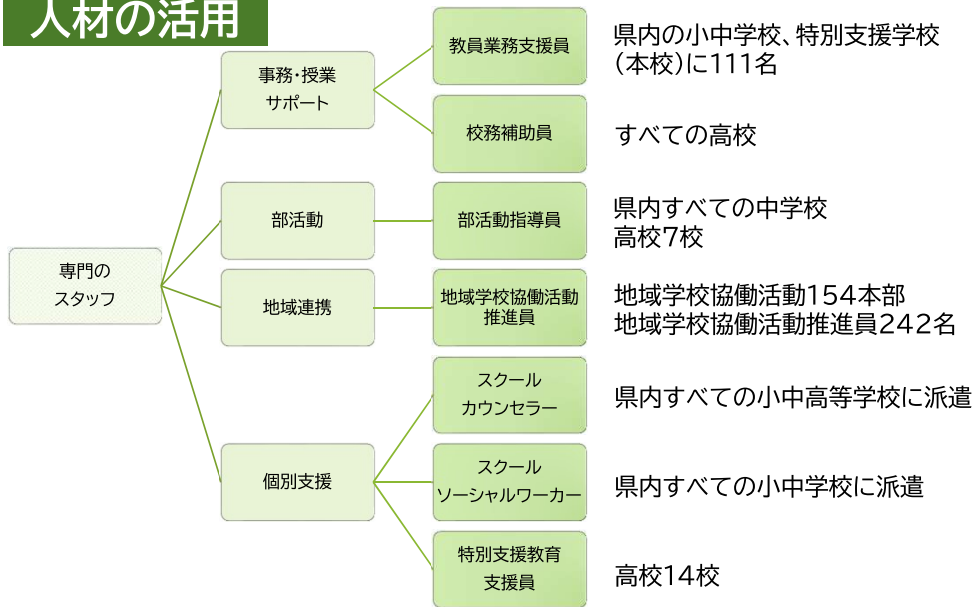 人材の活用
専門の
スタッフ
事務・授業
サポート
教員業務支援員
県内の小中学校、特別支援学校
(本校)に111名
校務補助員
すべての高校
部活動
部活動指導員
県内すべての中学校
高校7校
地域連携
地域学校協働活動
推進員
地域学校協働活動154本部
地域学校協働活動推進員242名
個別支援
スクール
カウンセラー
県内すべての小中高等学校に派遣
スクール
ソーシャルワーカー
県内すべての小中学校に派遣
特別支援教育
支援員
高校14校